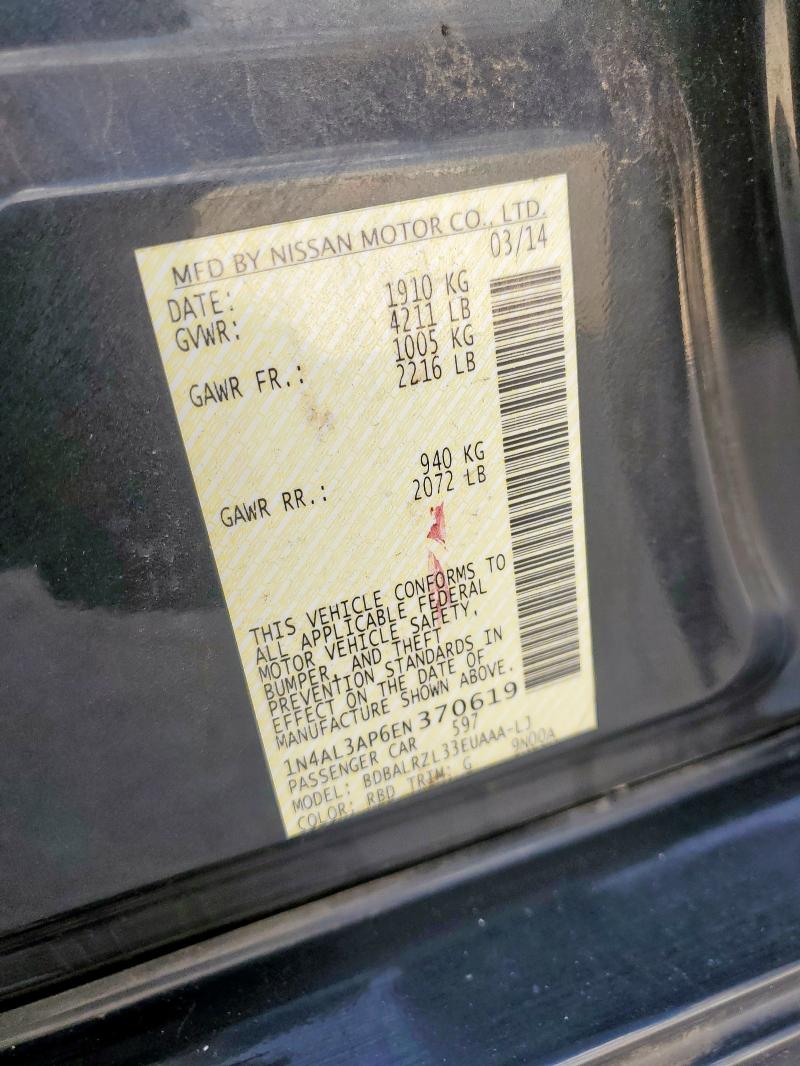 MFD BY NISSAN MOTOR CO., LTD.
DATE: 03/14
GVWR: 1910 KG
4211 LB
GAWR FR.: 1005 KG
2216 LB
GAWR RR.: 940 KG
2072 LB
THIS VEHICLE CONFORMS TO
ALL APPLICABLE FEDERAL
MOTOR VEHICLE SAFETY,
BUMPER, AND THEFT
PREVENTION STANDARDS IN
EFFECT ON THE DATE OF
MANUFACTURE SHOWN ABOVE.
1N4AL3AP6EN 370619
PASSENGER CAR 597
MODEL: BDBALRZL33EUAAA-LJ
COLOR: RBD TRIM: G 9N00A